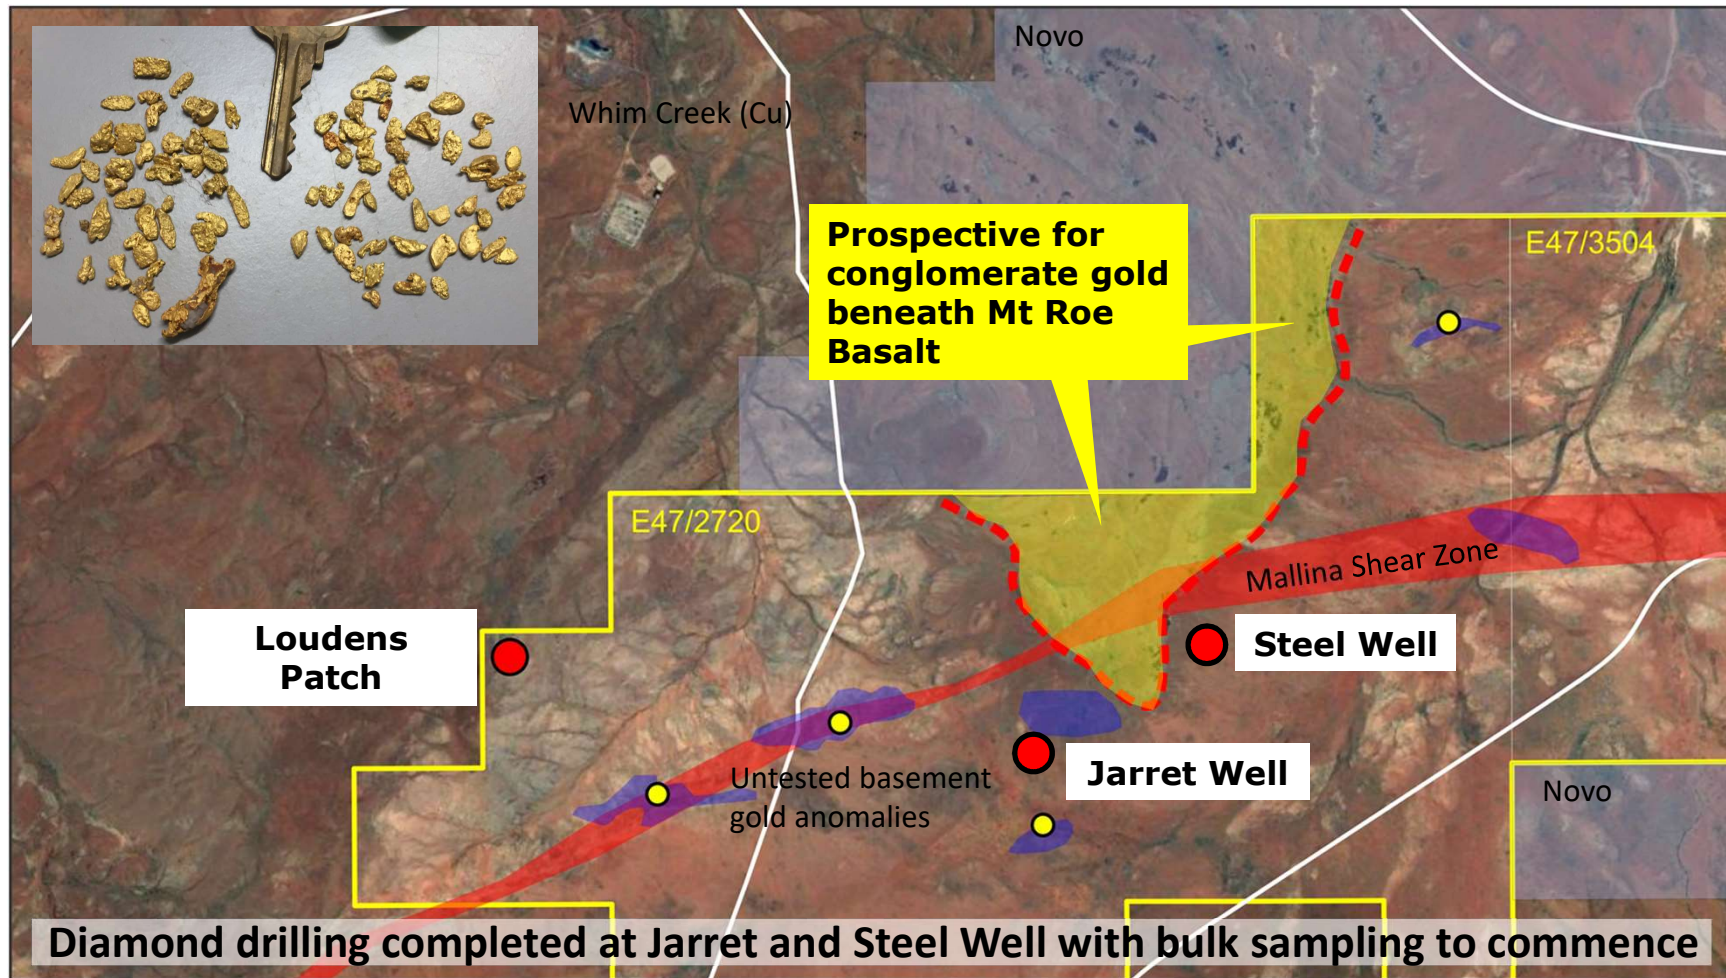 Novo
Whim Creek (Cu)
Prospective for
conglomerate gold
beneath Mt Roe
Basalt
E47/3504
E47/2720
Mallina Shear Zone
Loudens
Patch
Steel Well
Untested basement
gold anomalies
Jarret Well
Novo
Diamond drilling completed at Jarret and Steel Well with bulk sampling to commence